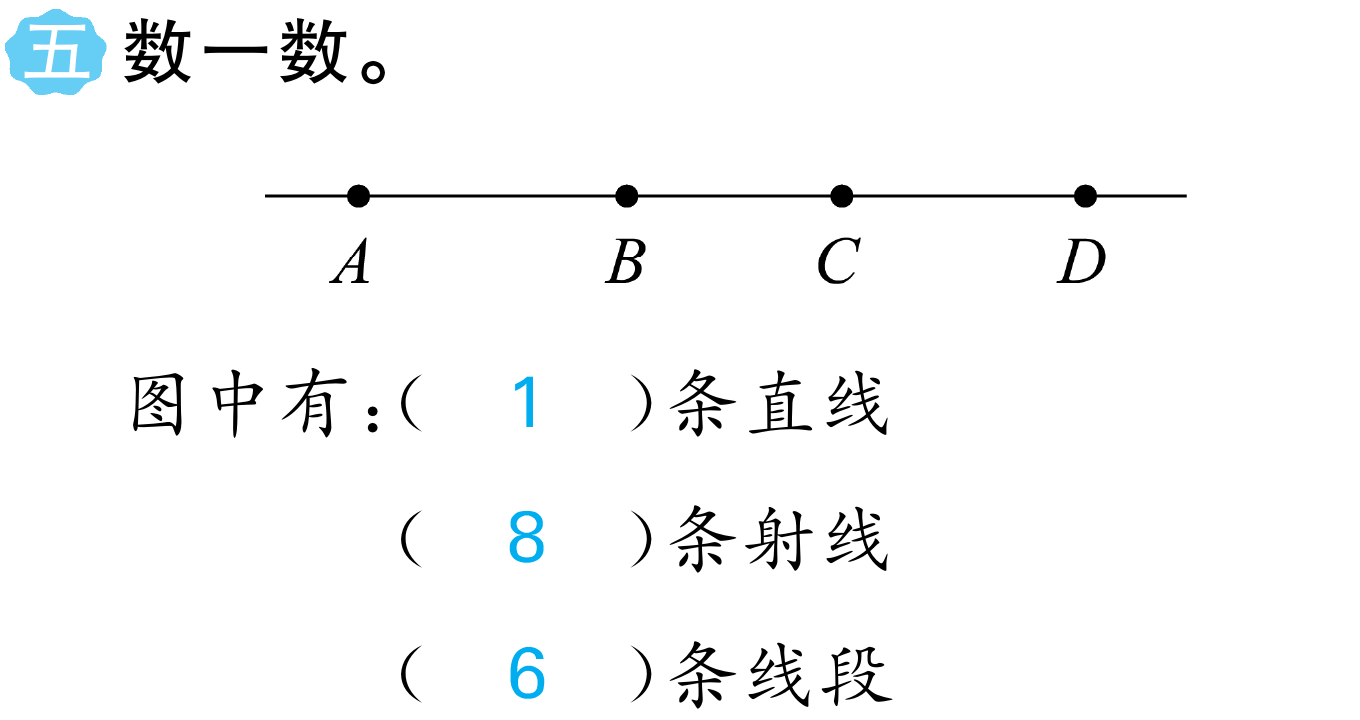 五 数一数。
A B C D
图中有:( 1 )条直线
( 8 )条射线
( 6 )条线段